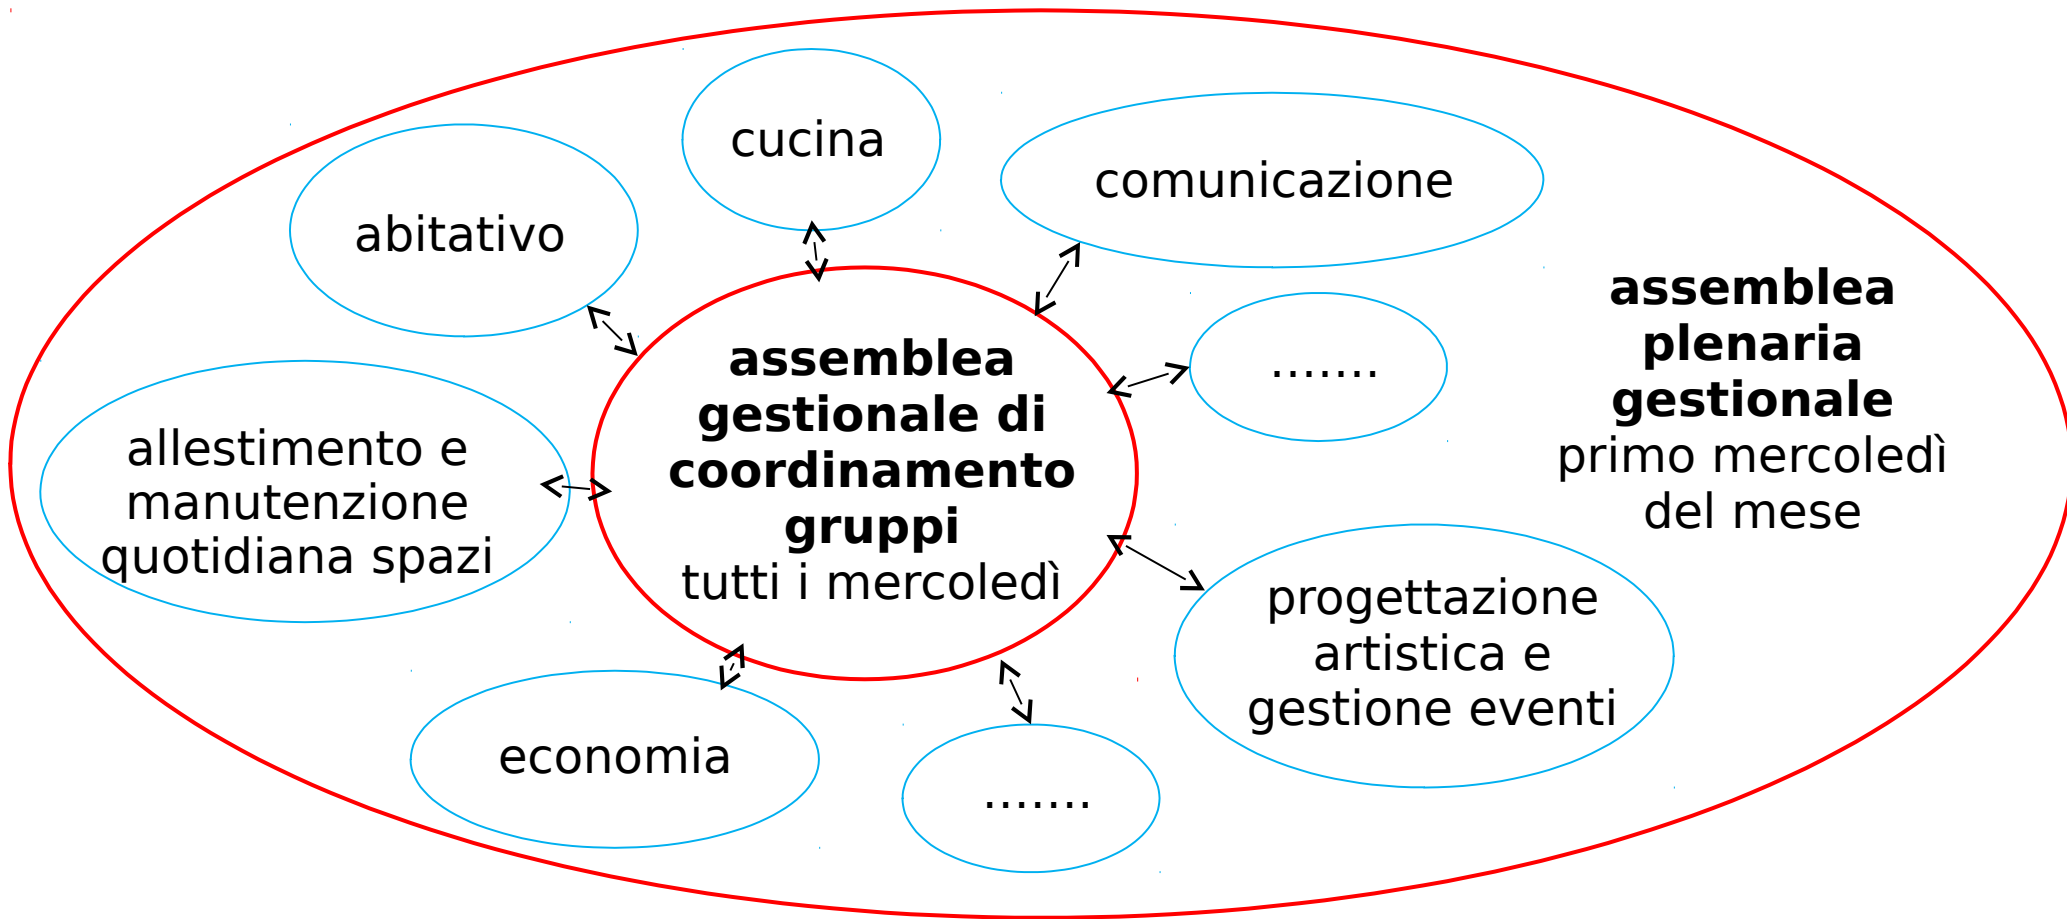 cucina
comunicazione
abitativo
assemblea
plenaria
gestionale
primo mercoledì
del mese
assemblea
gestionale di
coordinamento
gruppi
tutti i mercoledì
.......
allestimento e
manutenzione
quotidiana spazi
progettazione
artistica e
gestione eventi
economia
.......